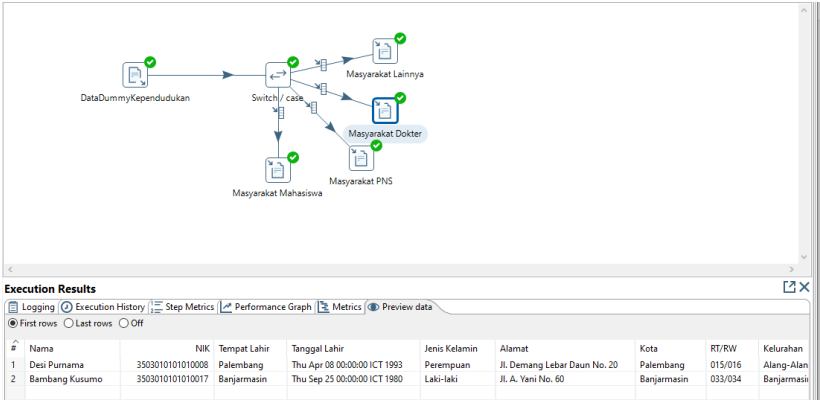 Masyarakat Lainnya
DataDummyKependudukan
Switch / case
Masyarakat Dokter
Masyarakat PNS
Masyarakat Mahasiswa
Execution Results
Logging Execution History Step Metrics Performance Graph Metrics Preview data
First rows Last rows Off
# Nama NIK Tempat Lahir Tanggal Lahir Jenis Kelamin Alamat Kota RT/RW Kelurahan
1 Desi Purnama 3503010101010008 Palembang Thu Apr 08 00:00:00 ICT 1993 Perempuan Jl. Demang Lebar Daun No. 20 Palembang 015/016 Alang-Alan
2 Bambang Kusumo 3503010101010017 Banjarmasin Thu Sep 25 00:00:00 ICT 1980 Laki-laki Jl. A. Yani No. 60 Banjarmasin 033/034 Banjarmasi